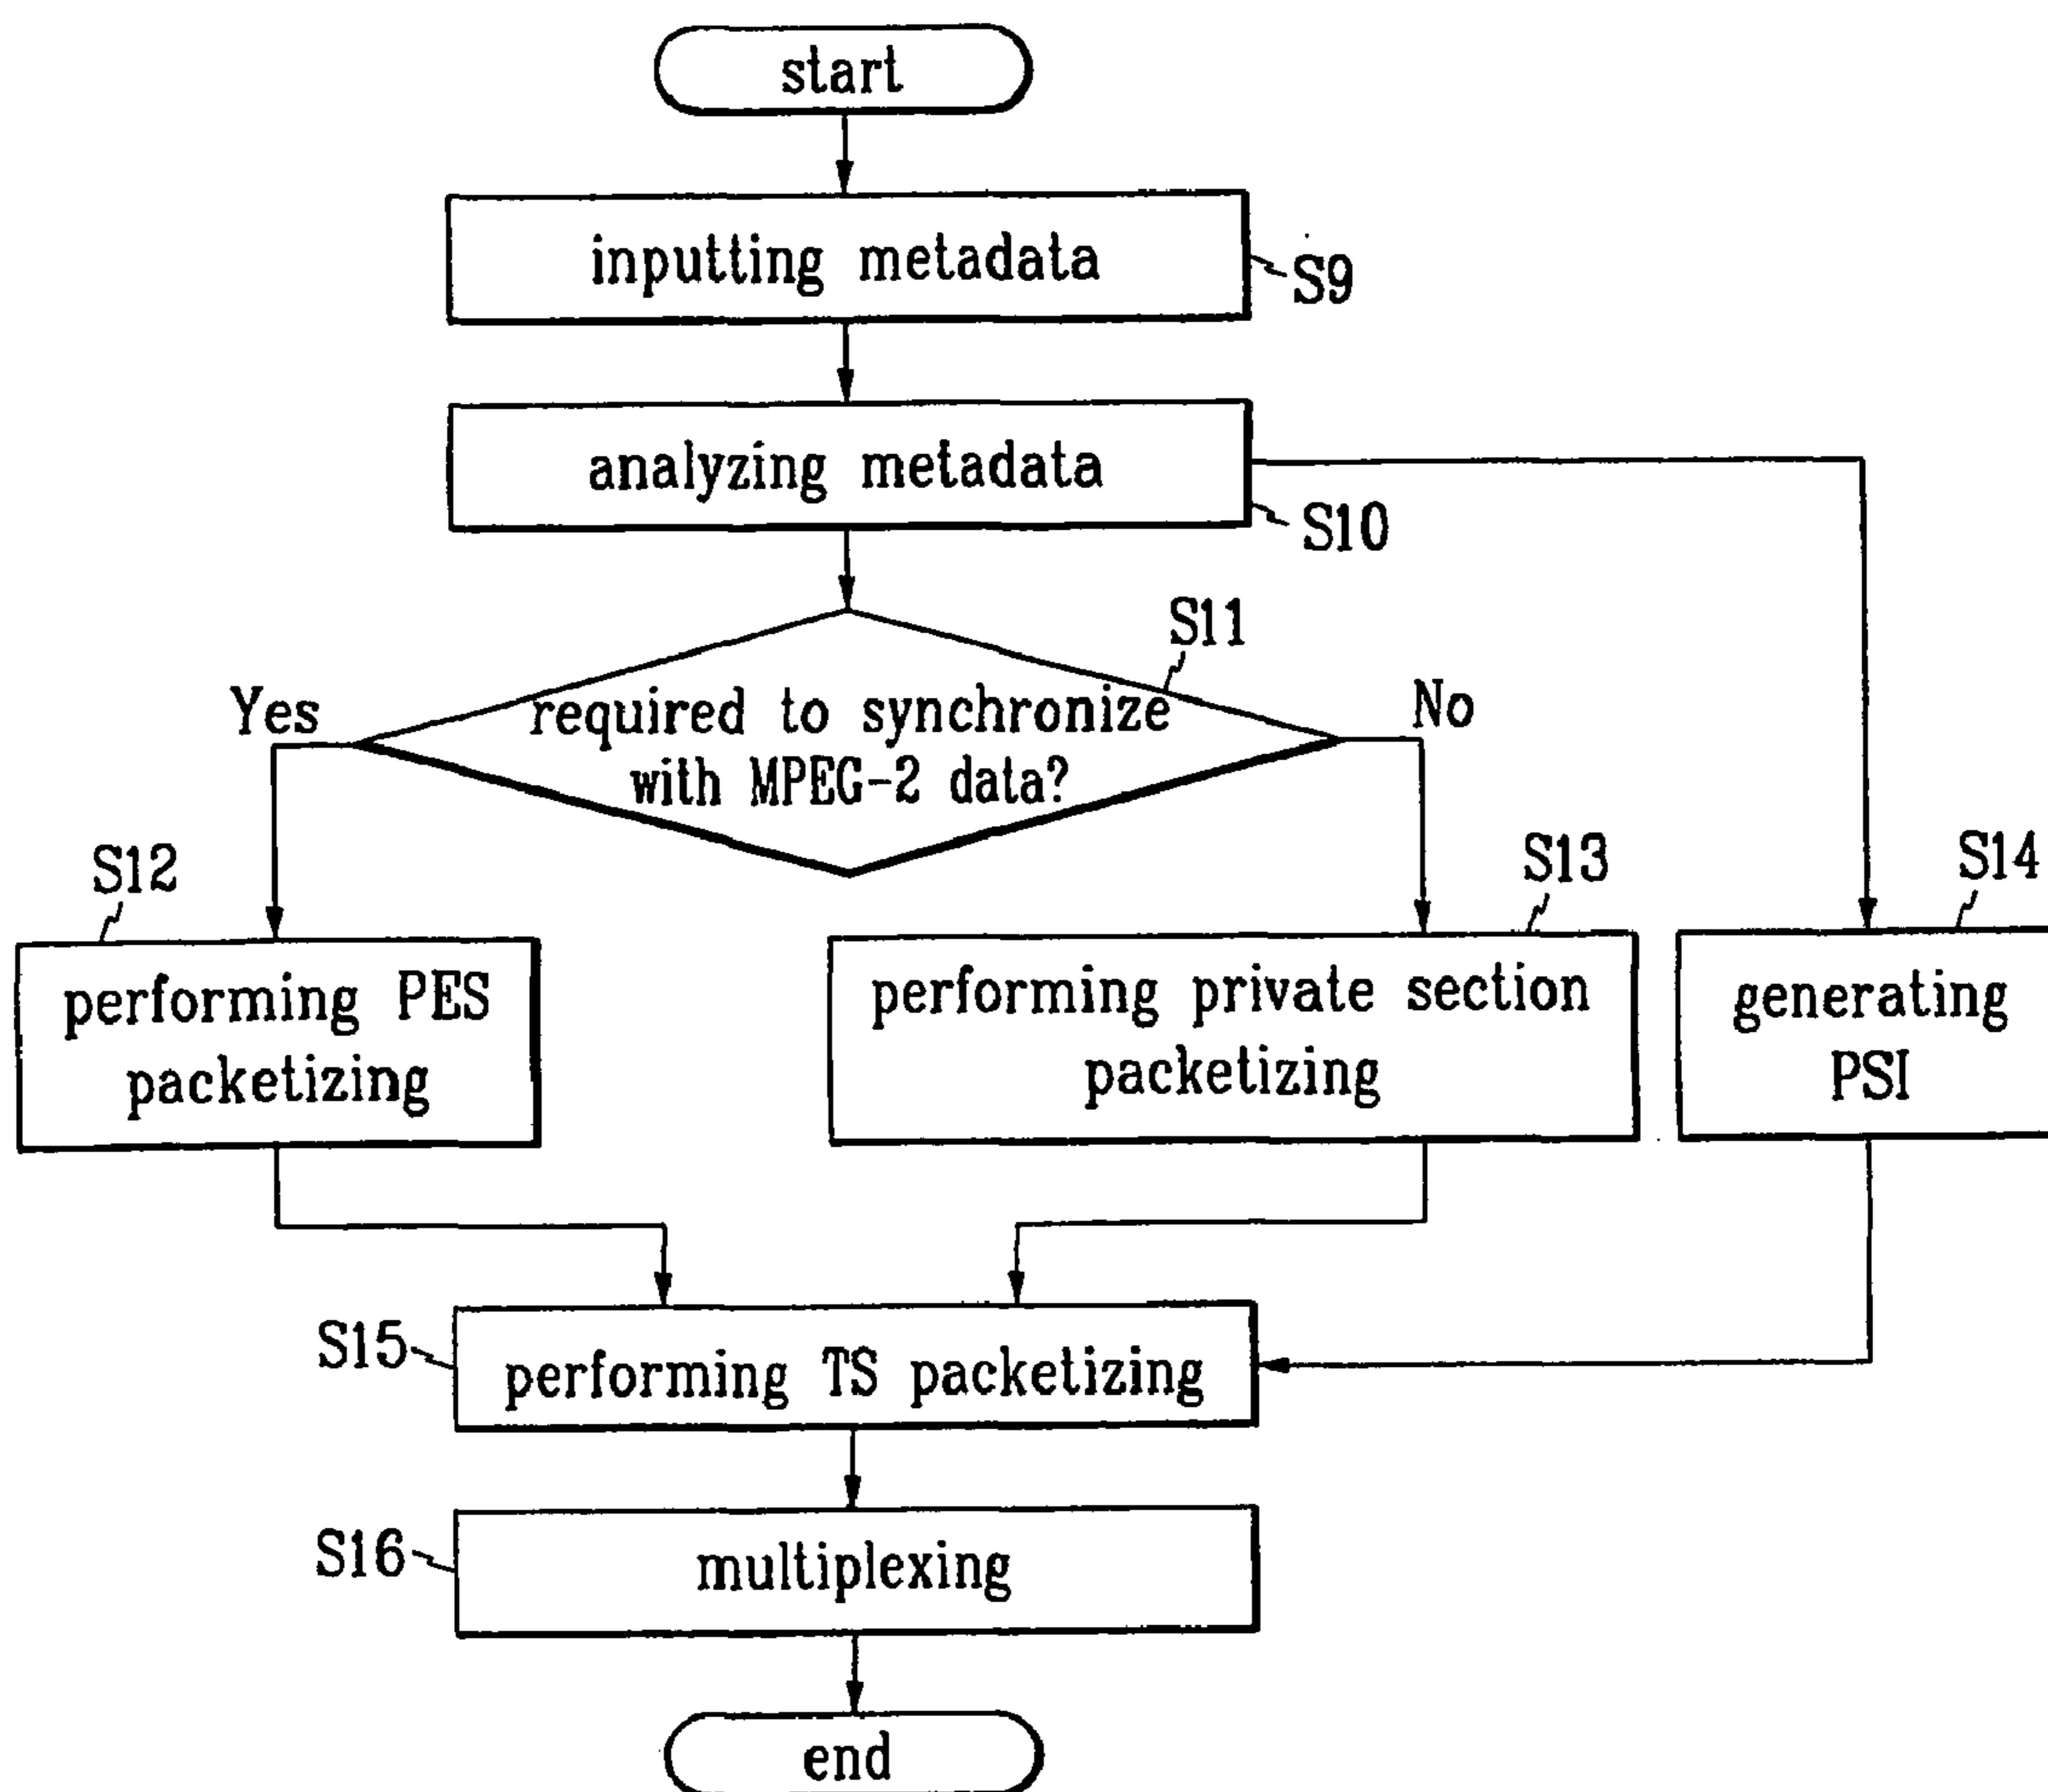 start
inputting metadata
S9
analyzing metadata
S10
S11
Yes
required to synchronize
with MPEG-2 data?
No
S12
performing PES
packetizing
S13
performing private section
packetizing
S14
generating
PSI
S15
performing TS packetizing
S16
multiplexing
end